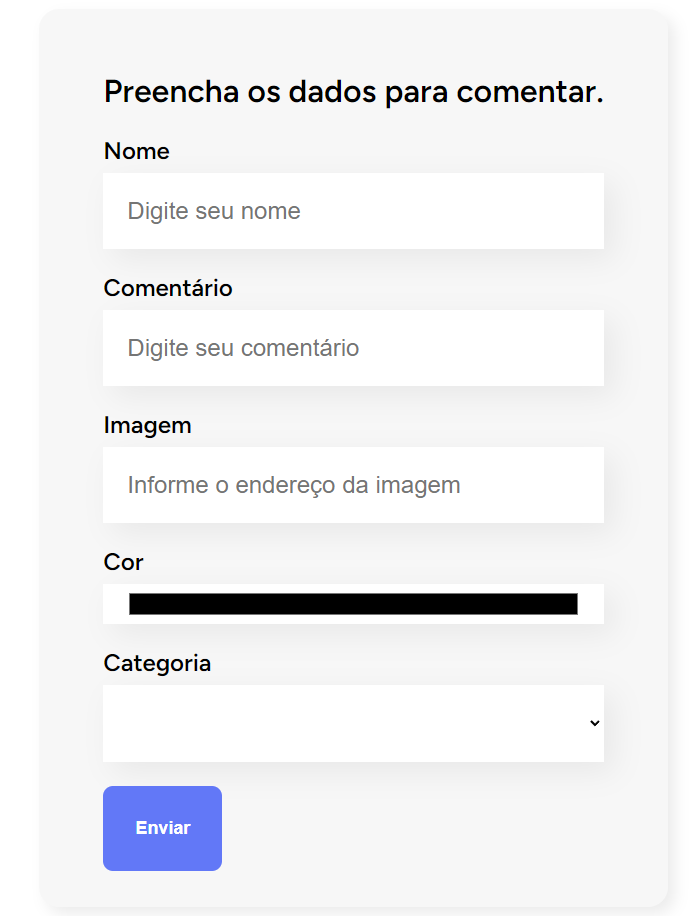 Preencha os dados para comentar.
Nome
Digite seu nome
Comentário
Digite seu comentário
Imagem
Informe o endereço da imagem
Cor
Categoria
Enviar